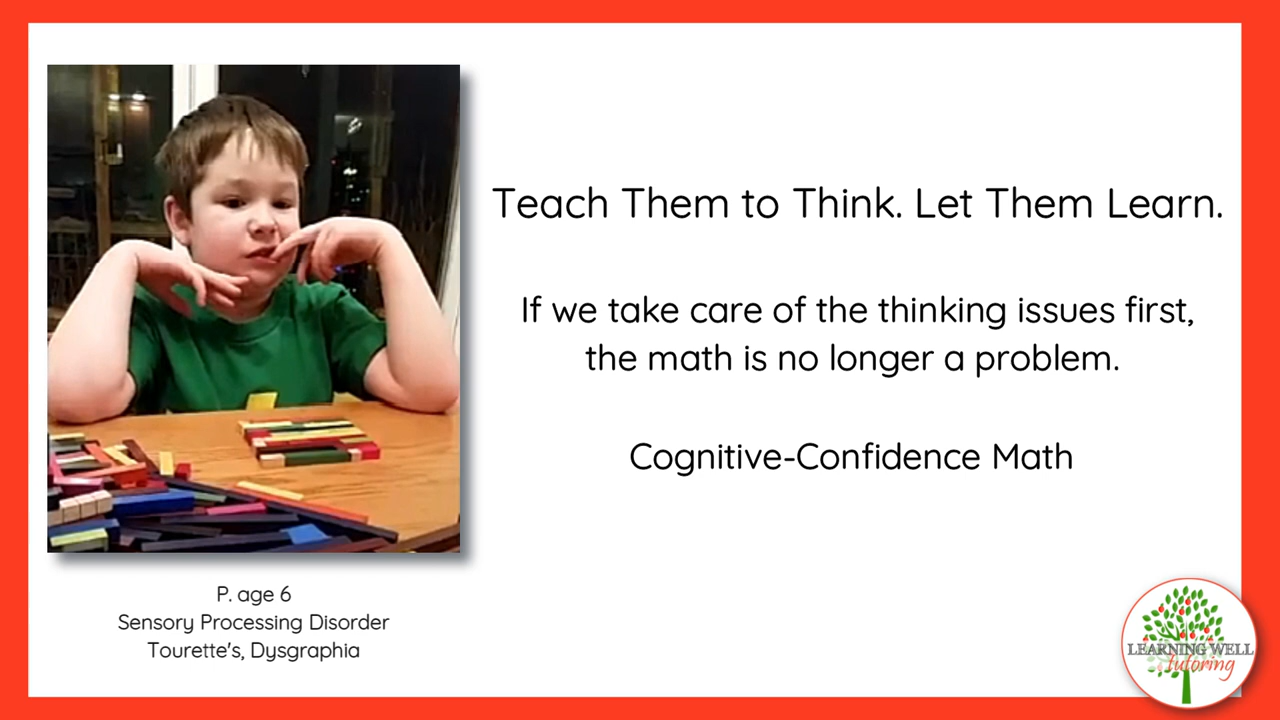 Teach Them to Think. Let Them Learn.
If we take care of the thinking issues first,
the math is no longer a problem.
Cognitive-Confidence Math
P. age 6
Sensory Processing Disorder
Tourette's, Dysgraphia
LEARNING WELL
tutoring